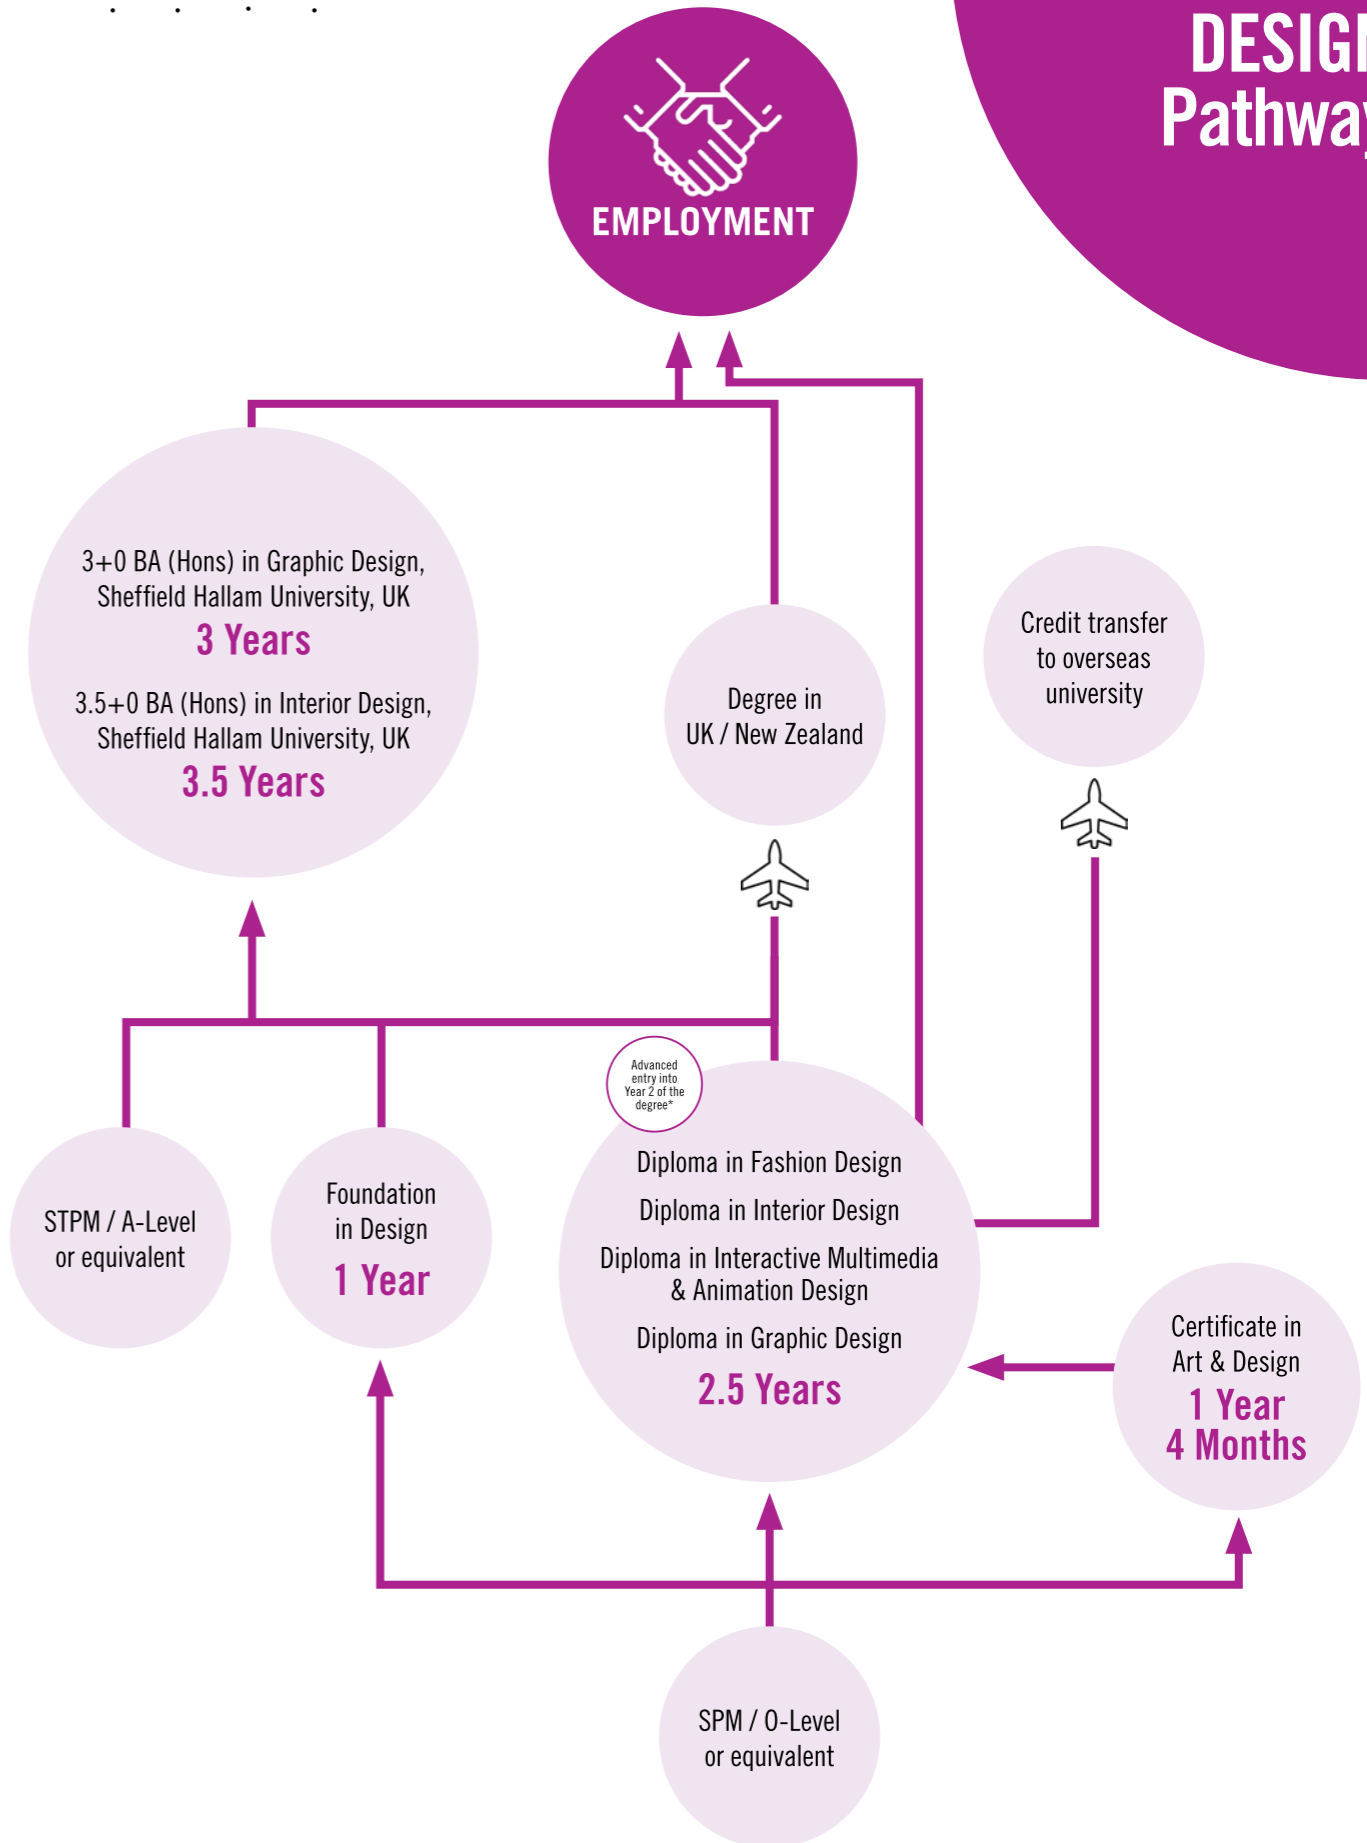 DESIGN
Pathway
EMPLOYMENT
3+0 BA (Hons) in Graphic Design,
Sheffield Hallam University, UK
3 Years
3.5+0 BA (Hons) in Interior Design,
Sheffield Hallam University, UK
3.5 Years
Degree in
UK / New Zealand
Credit transfer
to overseas
university
Advanced
entry into
Year 2 of the
degree*
STPM / A-Level
or equivalent
Foundation
in Design
1 Year
Diploma in Fashion Design
Diploma in Interior Design
Diploma in Interactive Multimedia
& Animation Design
Diploma in Graphic Design
2.5 Years
Certificate in
Art & Design
1 Year
4 Months
SPM / O-Level
or equivalent